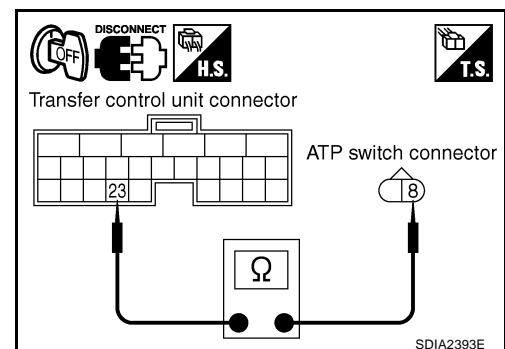 OFF
DISCONNECT
H.S.
T.S.
Transfer control unit connector
ATP switch connector
23
8
Ω
SDIA2393E